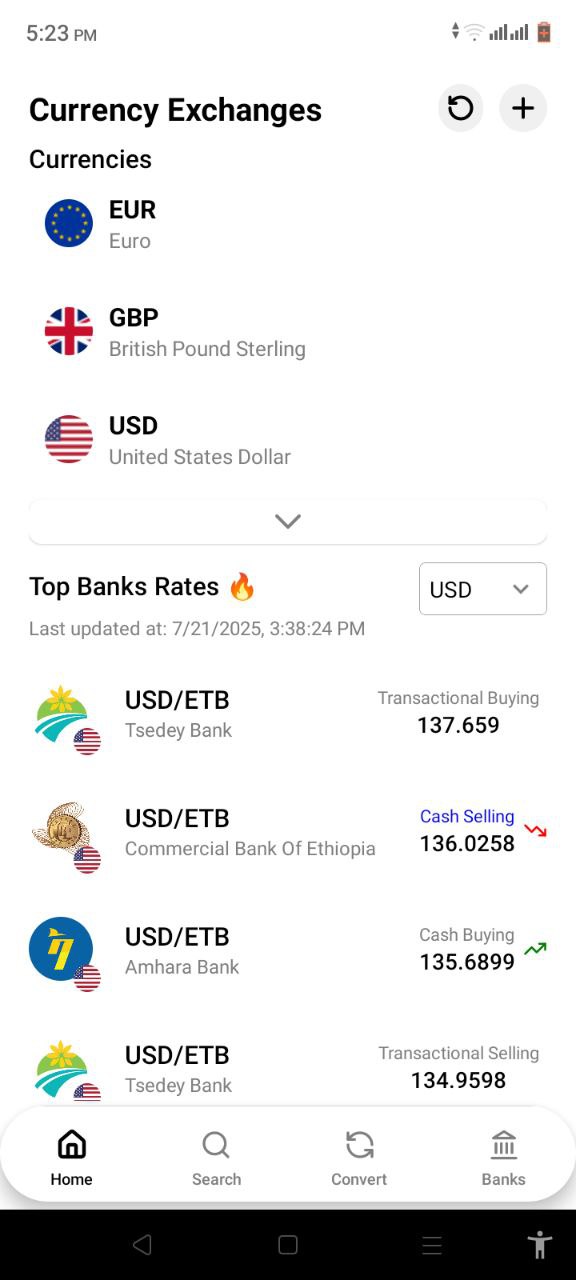 5:23 PM
Currency Exchanges
Currencies
EUR
Euro
GBP
British Pound Sterling
USD
United States Dollar
Top Banks Rates 🔥
USD
Last updated at: 7/21/2025, 3:38:24 PM
USD/ETB
Transactional Buying
Tsedey Bank
137.659
USD/ETB
Cash Selling
Commercial Bank Of Ethiopia
136.0258
USD/ETB
Cash Buying
Amhara Bank
135.6899
USD/ETB
Transactional Selling
Tsedey Bank
134.9598
Home
Search
Convert
Banks